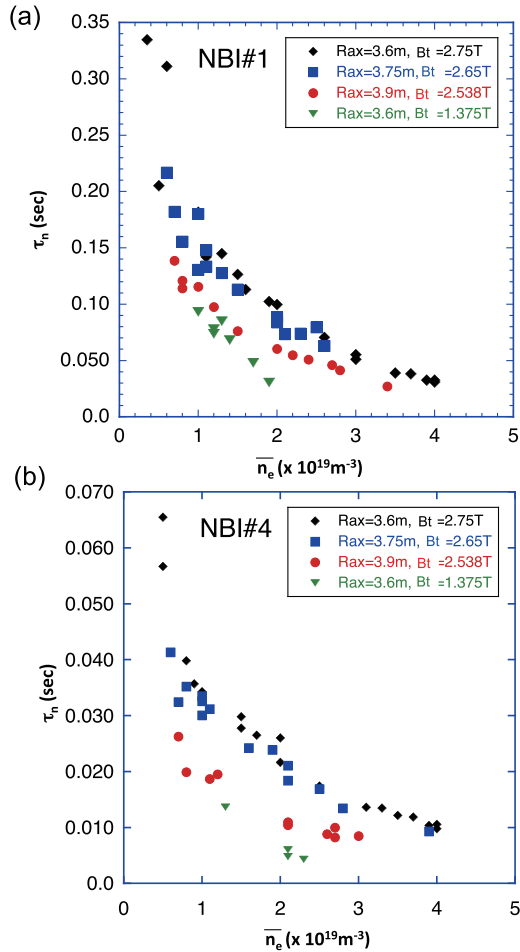 (a)
NBI#1
Rax=3.6m, Bt =2.75T
Rax=3.75m, Bt =2.65T
Rax=3.9m, Bt =2.538T
Rax=3.6m, Bt =1.375T
0.35
0.30
0.25
0.20
0.15
0.10
0.050
0.0
τn (sec)
0 1 2 3 4 5
ne (x 10¹⁹m⁻³)
(b)
NBI#4
Rax=3.6m, Bt =2.75T
Rax=3.75m, Bt =2.65T
Rax=3.9m, Bt =2.538T
Rax=3.6m, Bt =1.375T
0.070
0.060
0.050
0.040
0.030
0.020
0.010
0.0
τn (sec)
0 1 2 3 4 5
ne (x 10¹⁹m⁻³)